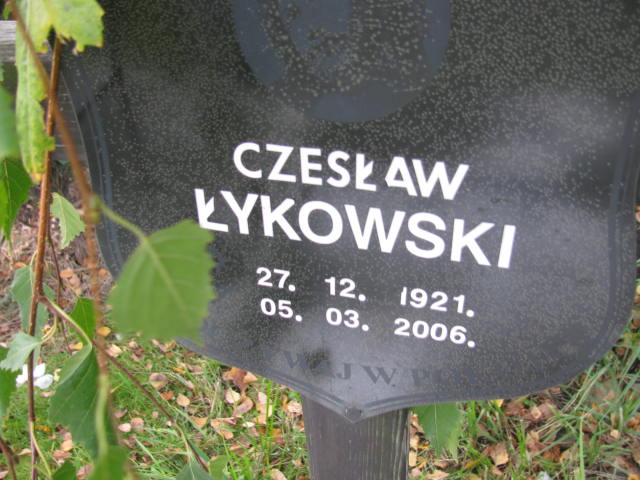 CZESŁAW
ŁYKOWSKI
27. 12. 1921.
05. 03. 2006.
W.